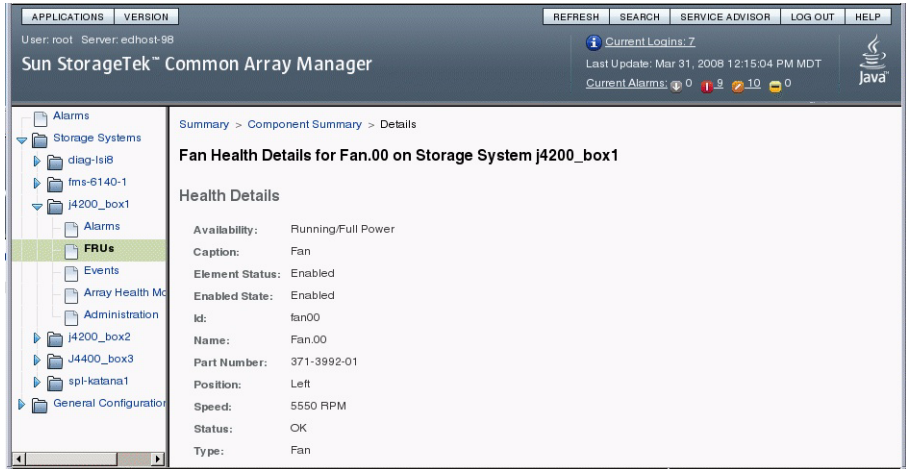 APPLICATIONS VERSION REFRESH SEARCH SERVICE ADVISOR LOG OUT HELP
User: root Server: edhost-98
Sun StorageTek™ Common Array Manager
Current Logins: 7
Last Update: Mar 31, 2008 12:15:04 PM MDT
Current Alarms: 0 9 10 0
Java™
Alarms
Storage Systems
diag-lsi8
fms-6140-1
j4200_box1
Alarms
FRUs
Events
Array Health Mo
Administration
j4200_box2
J4400_box3
spl-katana1
General Configuration
Summary > Component Summary > Details
Fan Health Details for Fan.00 on Storage System j4200_box1
Health Details
Availability: Running/Full Power
Caption: Fan
Element Status: Enabled
Enabled State: Enabled
Id: fan00
Name: Fan.00
Part Number: 371-3992-01
Position: Left
Speed: 5550 RPM
Status: OK
Type: Fan